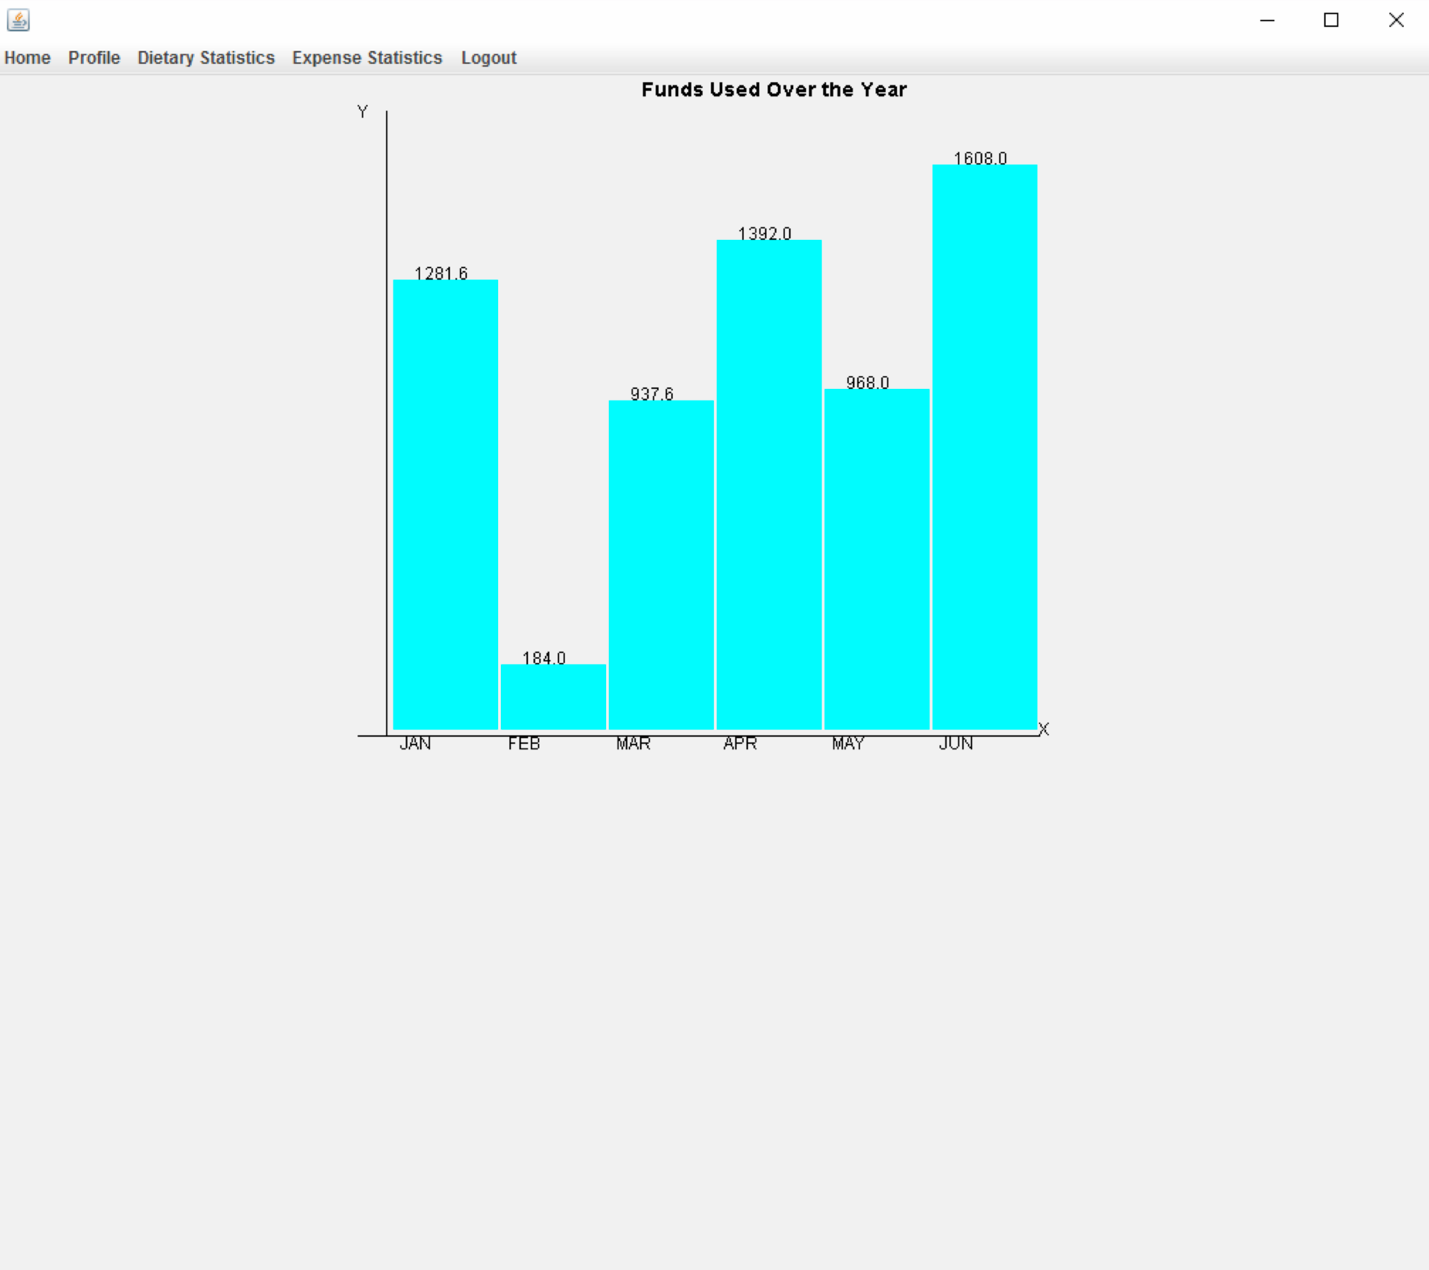 Home Profile Dietary Statistics Expense Statistics Logout
Funds Used Over the Year
Y
1608.0
1392.0
1281.6
968.0
937.6
184.0
X
JAN FEB MAR APR MAY JUN